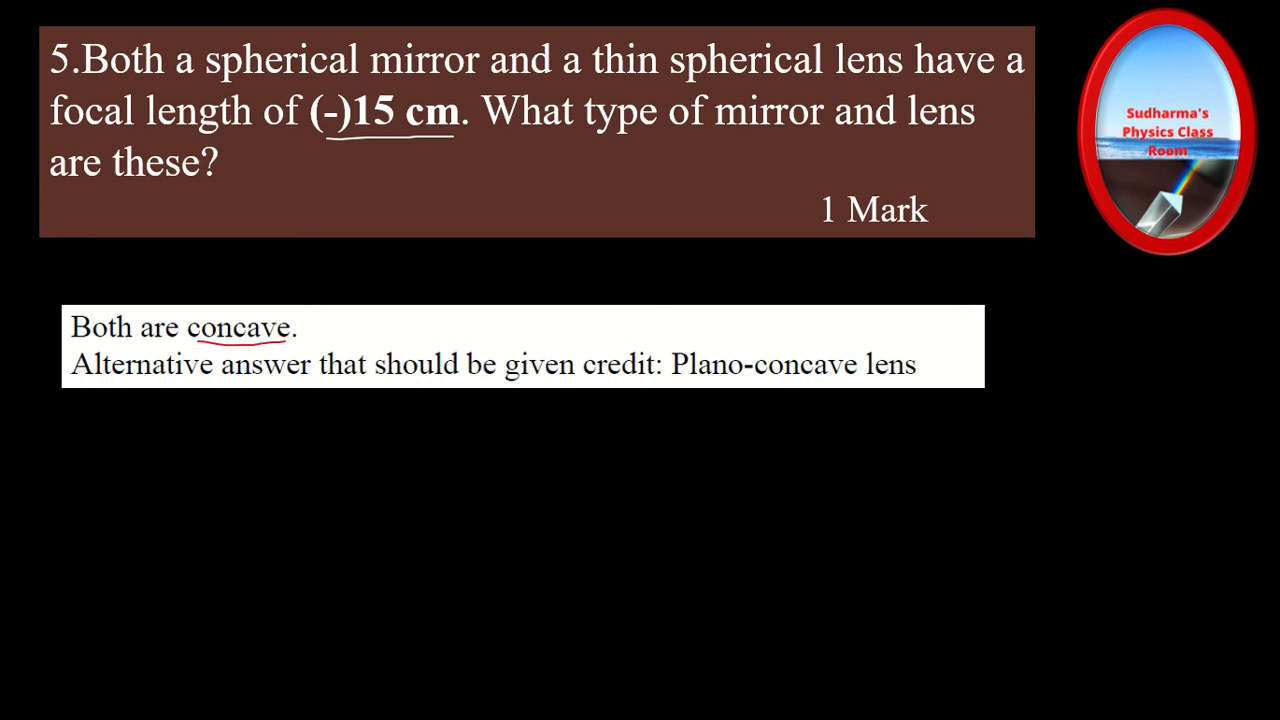 5.Both a spherical mirror and a thin spherical lens have a
focal length of (-)15 cm. What type of mirror and lens
are these?
1 Mark
Sudharma's
Physics Class
Room
Both are concave.
Alternative answer that should be given credit: Plano-concave lens